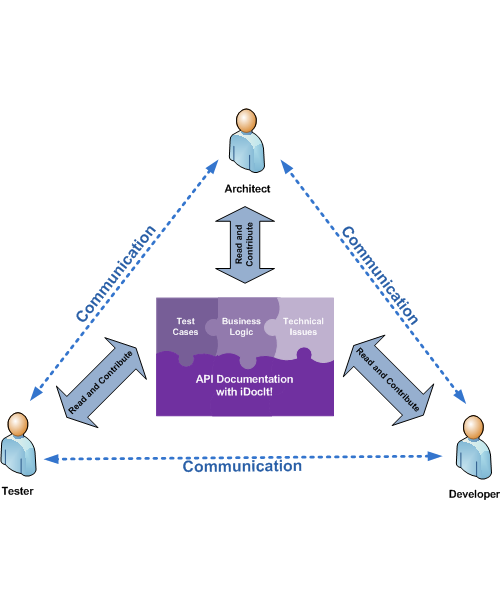 Architect
Communication
Communication
Read and
Contribute
Test
Cases
Business
Logic
Technical
Issues
API Documentation
with iDocIt!
Read and Contribute
Read and Contribute
Tester
Communication
Developer